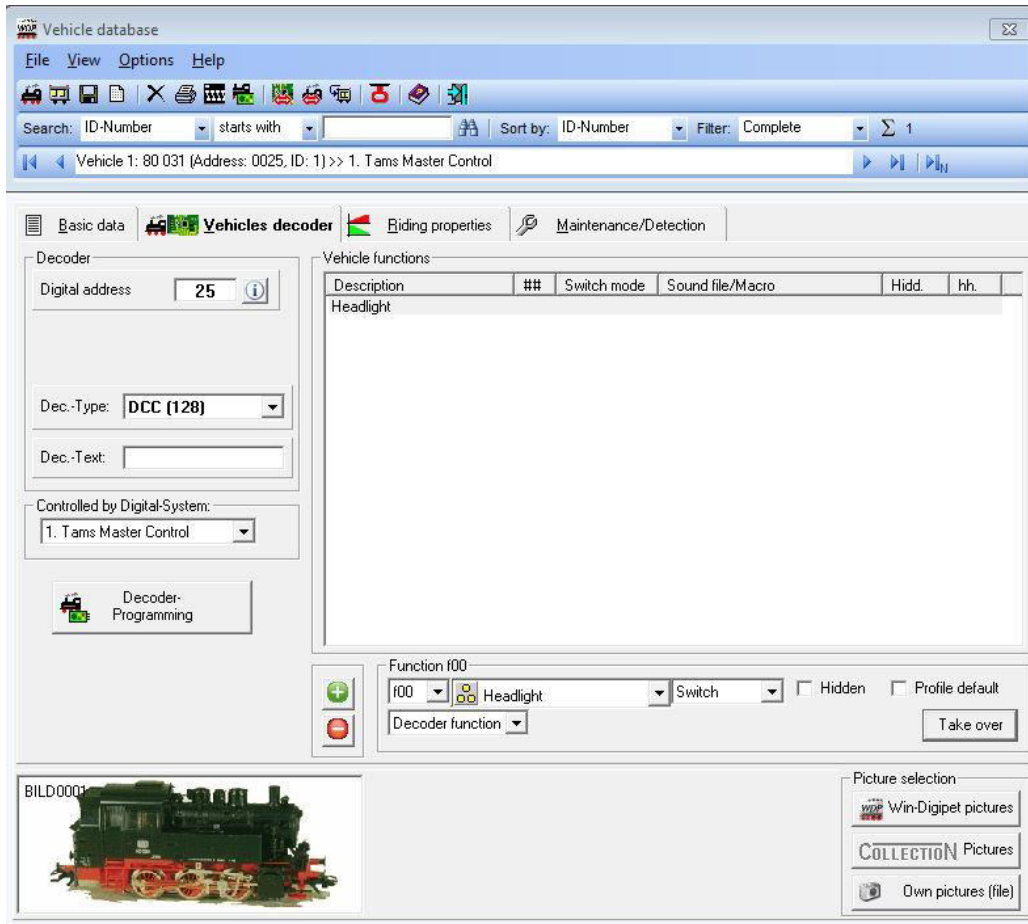 Vehicle database
File View Options Help
Search: ID-Number starts with Sort by: ID-Number Filter: Complete Σ 1
Vehicle 1: 80 031 (Address: 0025, ID: 1) >> 1. Tams Master Control
Basic data Vehicles decoder Riding properties Maintenance/Detection
Decoder
Digital address 25
Dec.-Type: DCC (128)
Dec.-Text:
Controlled by Digital-System:
1. Tams Master Control
Decoder-
Programming
Vehicle functions
Description ## Switch mode Sound file/Macro Hidd. hh.
Headlight
Function f00
f00 Headlight Switch Hidden Profile default
Decoder function Take over
BILD0001
Picture selection
WDP Win-Digipet pictures
COLLECTION Pictures
Own pictures (file)